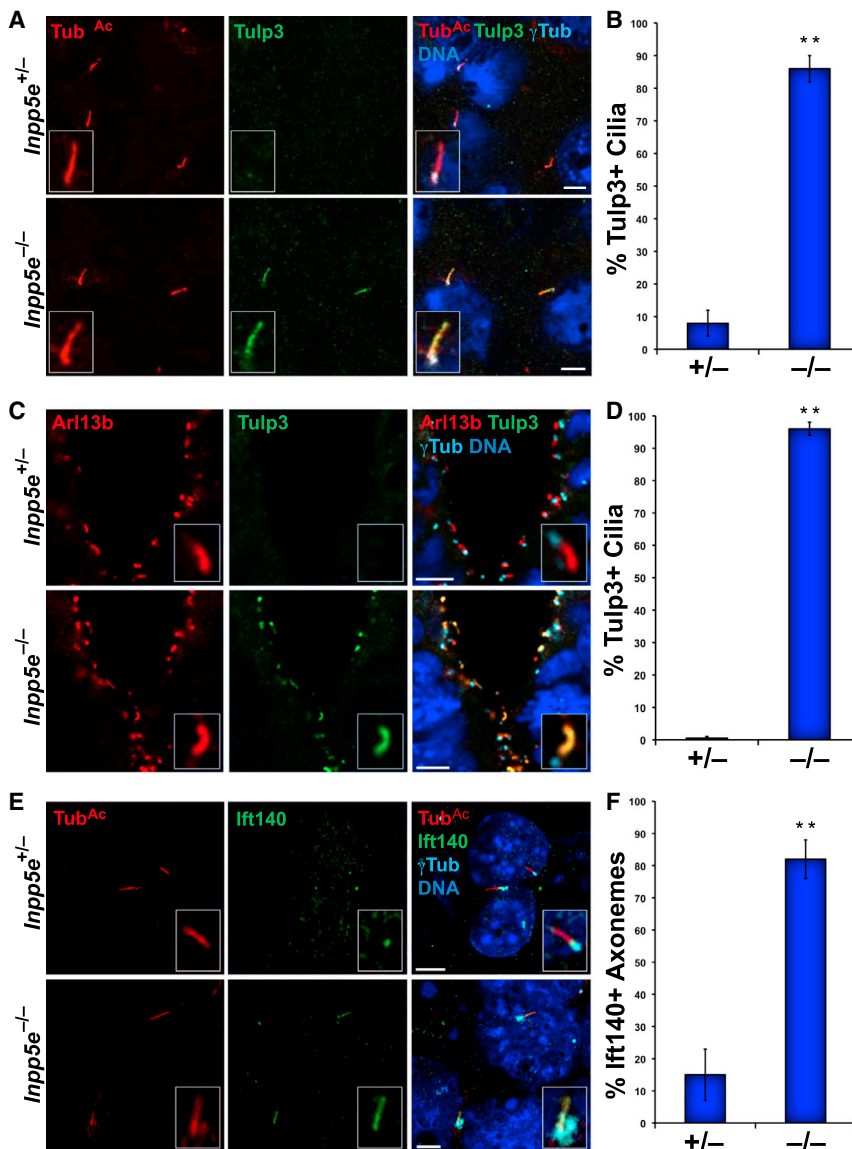 A
Tub Ac
Tulp3
Tub Ac Tulp3 γTub
DNA
Inpp5e +/–
Inpp5e –/–
B
% Tulp3+ Cilia
100
90
80
70
60
50
40
30
20
10
0
**
+/–
–/–
C
Arl13b
Tulp3
Arl13b Tulp3
γTub DNA
Inpp5e +/–
Inpp5e –/–
D
% Tulp3+ Cilia
100
90
80
70
60
50
40
30
20
10
0
**
+/–
–/–
E
TubAc
Ift140
TubAc
Ift140
γTub
DNA
Inpp5e +/–
Inpp5e –/–
F
% Ift140+ Axonemes
100
90
80
70
60
50
40
30
20
10
0
**
+/–
–/–